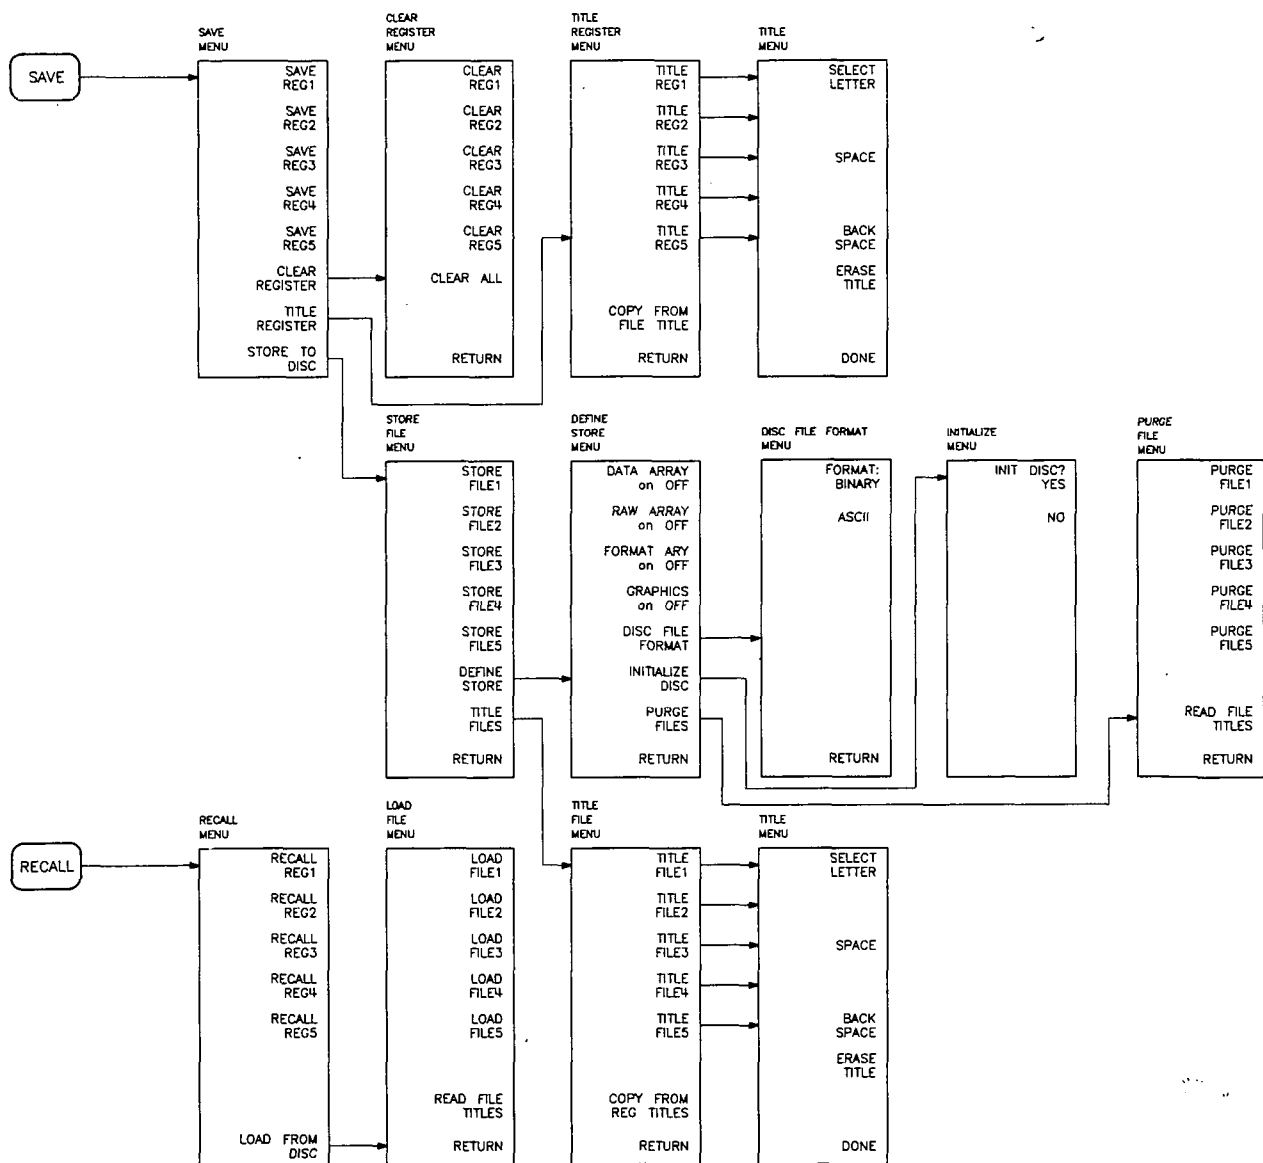 SAVE
SAVE
MENU
SAVE
REG1
SAVE
REG2
SAVE
REG3
SAVE
REG4
SAVE
REG5
CLEAR
REGISTER
TITLE
REGISTER
STORE TO
DISC
CLEAR
REGISTER
MENU
CLEAR
REG1
CLEAR
REG2
CLEAR
REG3
CLEAR
REG4
CLEAR
REG5
CLEAR ALL
RETURN
TITLE
REGISTER
MENU
TITLE
REG1
TITLE
REG2
TITLE
REG3
TITLE
REG4
TITLE
REG5
COPY FROM
FILE TITLE
RETURN
TITLE
MENU
SELECT
LETTER
SPACE
BACK
SPACE
ERASE
TITLE
DONE
STORE
FILE
MENU
STORE
FILE1
STORE
FILE2
STORE
FILE3
STORE
FILE4
STORE
FILE5
DEFINE
STORE
TITLE
FILES
RETURN
DEFINE
STORE
MENU
DATA ARRAY
on OFF
RAW ARRAY
on OFF
FORMAT ARY
on OFF
GRAPHICS
on OFF
DISC FILE
FORMAT
INITIALIZE
DISC
PURGE
FILES
RETURN
DISC FILE FORMAT
MENU
FORMAT:
BINARY
ASCII
RETURN
INITIALIZE
MENU
INIT DISC?
YES
NO
PURGE
FILE
MENU
PURGE
FILE1
PURGE
FILE2
PURGE
FILE3
PURGE
FILE4
PURGE
FILE5
READ FILE
TITLES
RETURN
RECALL
RECALL
MENU
RECALL
REG1
RECALL
REG2
RECALL
REG3
RECALL
REG4
RECALL
REG5
LOAD FROM
DISC
LOAD
FILE
MENU
LOAD
FILE1
LOAD
FILE2
LOAD
FILE3
LOAD
FILE4
LOAD
FILE5
READ FILE
TITLES
RETURN
TITLE
FILE
MENU
TITLE
FILE1
TITLE
FILE2
TITLE
FILE3
TITLE
FILE4
TITLE
FILE5
COPY FROM
REG TITLES
RETURN
TITLE
MENU
SELECT
LETTER
SPACE
BACK
SPACE
ERASE
TITLE
DONE